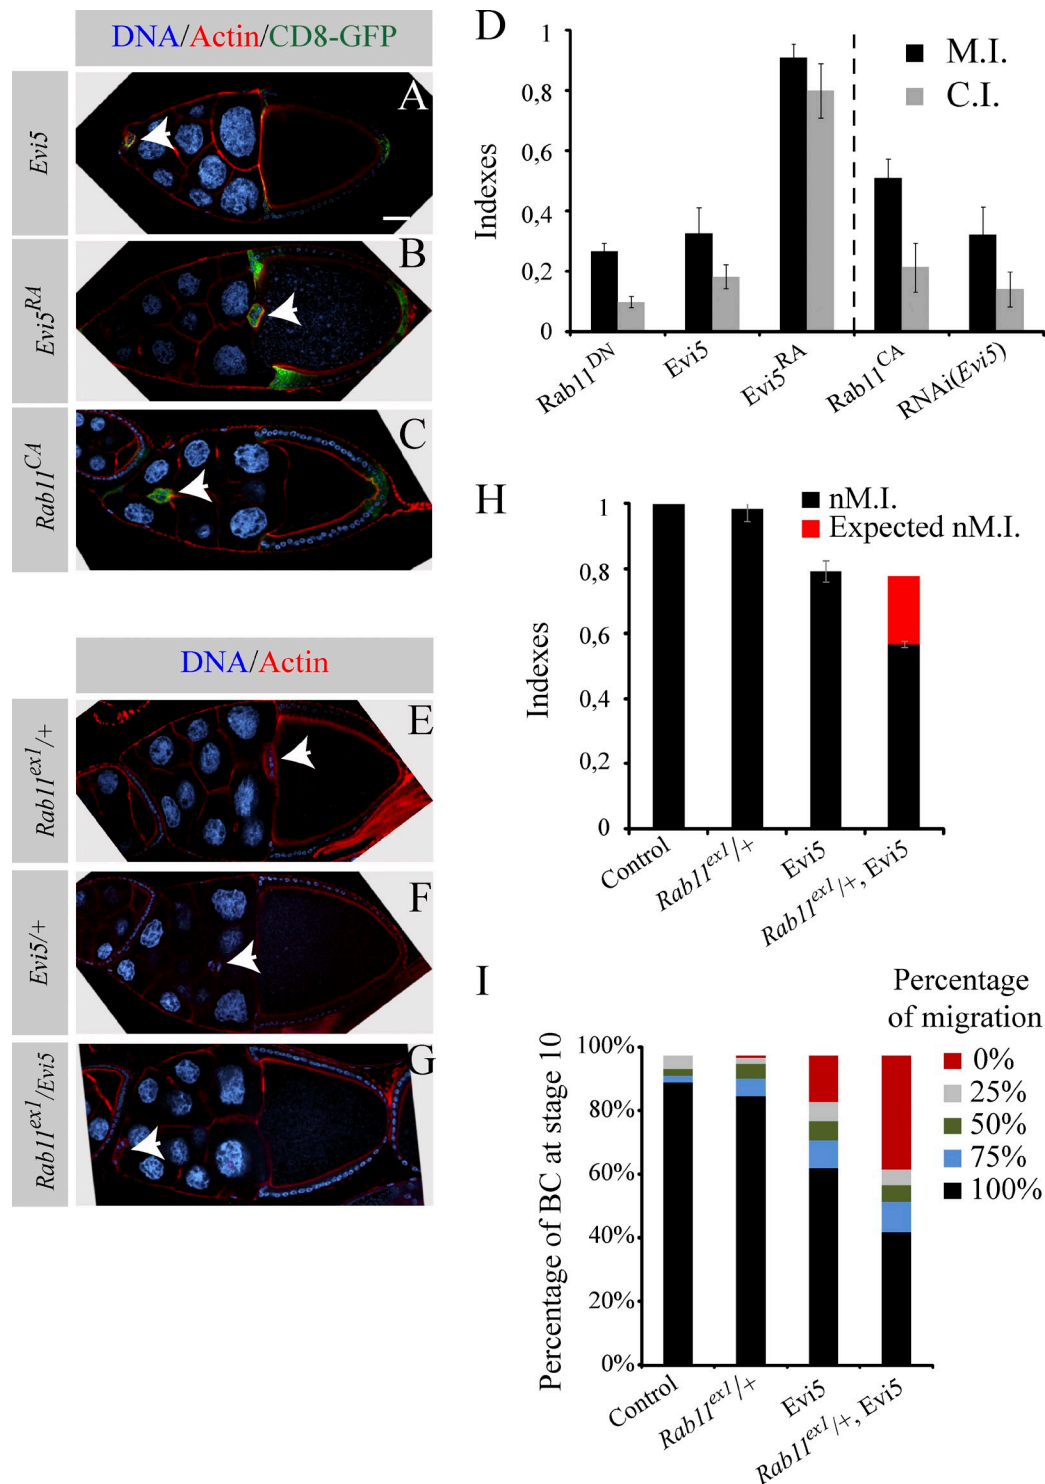 DNA/Actin/CD8-GFP
Evi5
A
Evi5RA
B
Rab11CA
C
D
1
0,8
0,6
0,4
0,2
0
Indexes
M.I.
C.I.
Rab11DN
Evi5
Evi5RA
Rab11CA
RNAi(Evi5)
DNA/Actin
Rab11ex1/+
E
Evi5/+
F
Rab11ex1/Evi5
G
H
1
0,8
0,6
0,4
0,2
0
Indexes
nM.I.
Expected nM.I.
Control
Rab11ex1/+
Evi5
Rab11ex1/+, Evi5
I
Percentage
of migration
0%
25%
50%
75%
100%
100%
80%
60%
40%
20%
0%
Percentage of BC at stage 10
Control
Rab11ex1/+
Evi5
Rab11ex1/+, Evi5